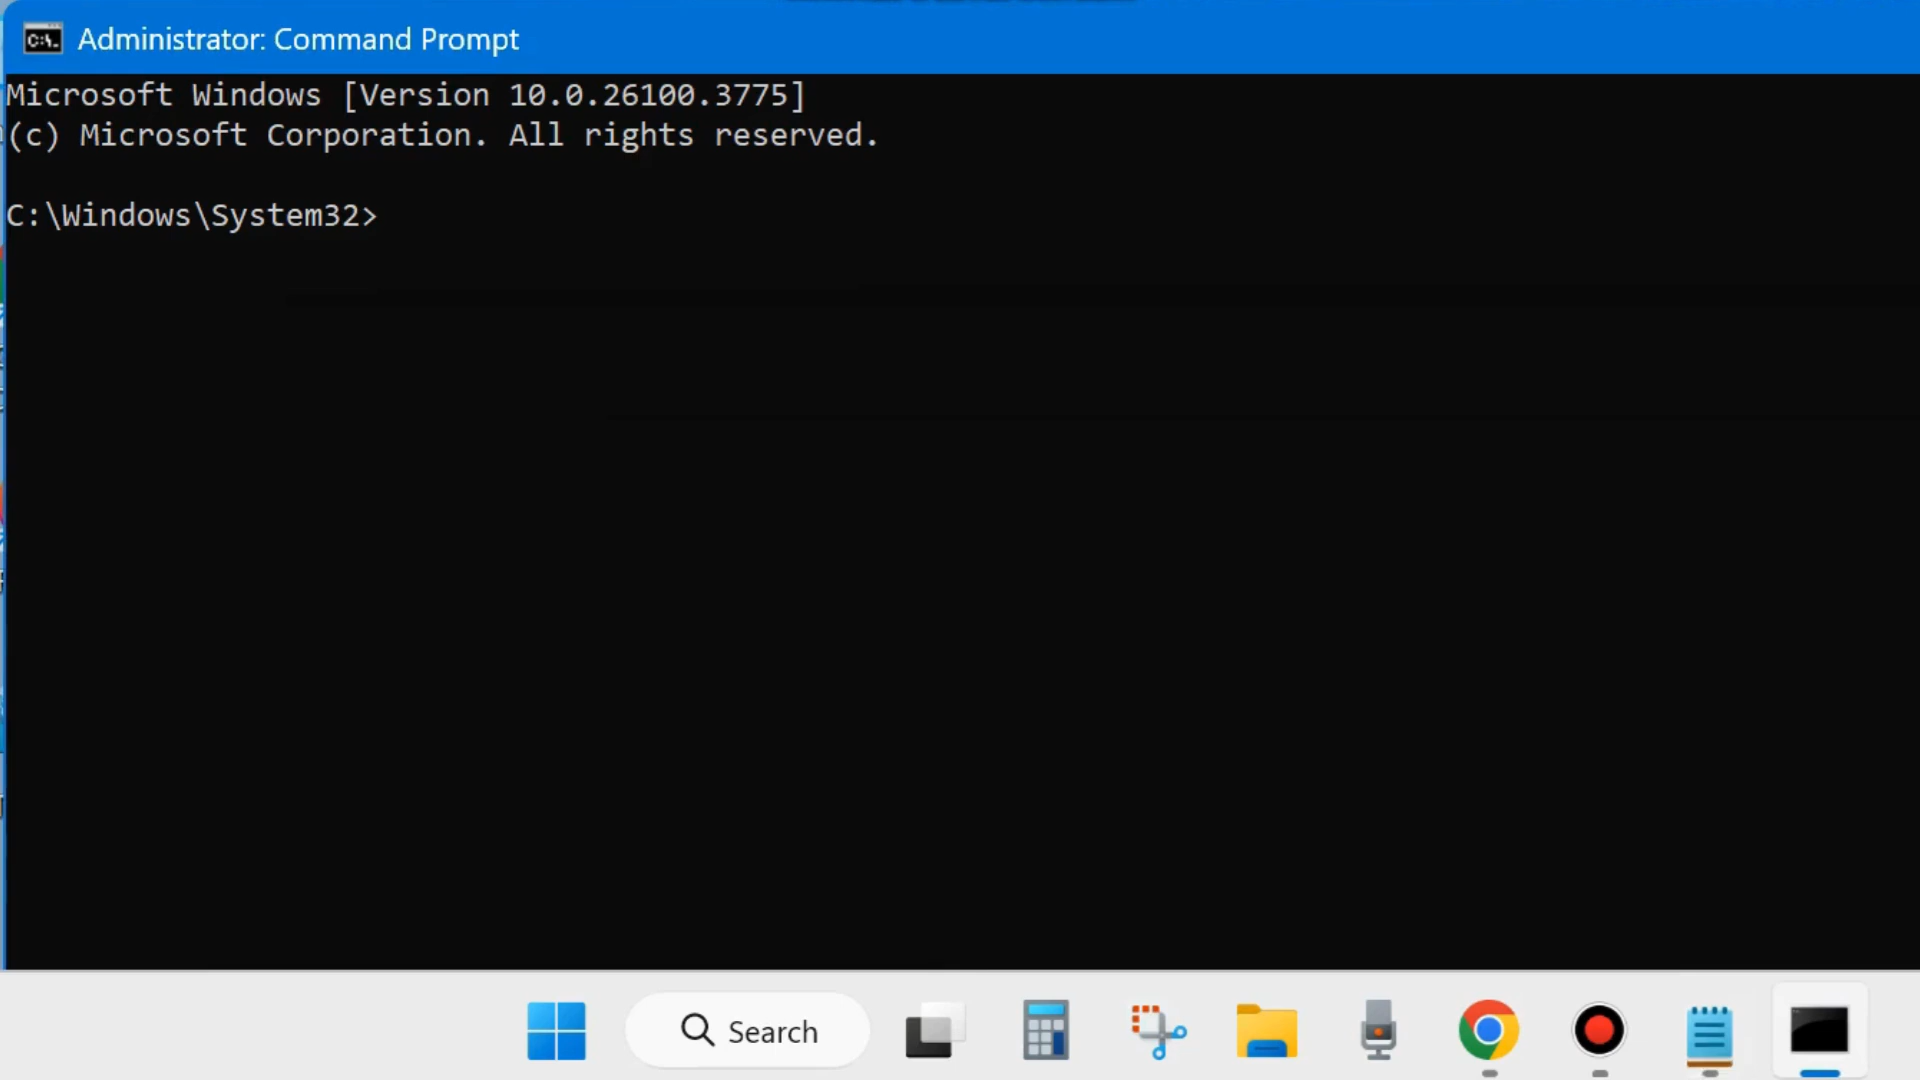 Administrator: Command Prompt
Microsoft Windows [Version 10.0.26100.3775]
(c) Microsoft Corporation. All rights reserved.
C:\Windows\System32>
Search